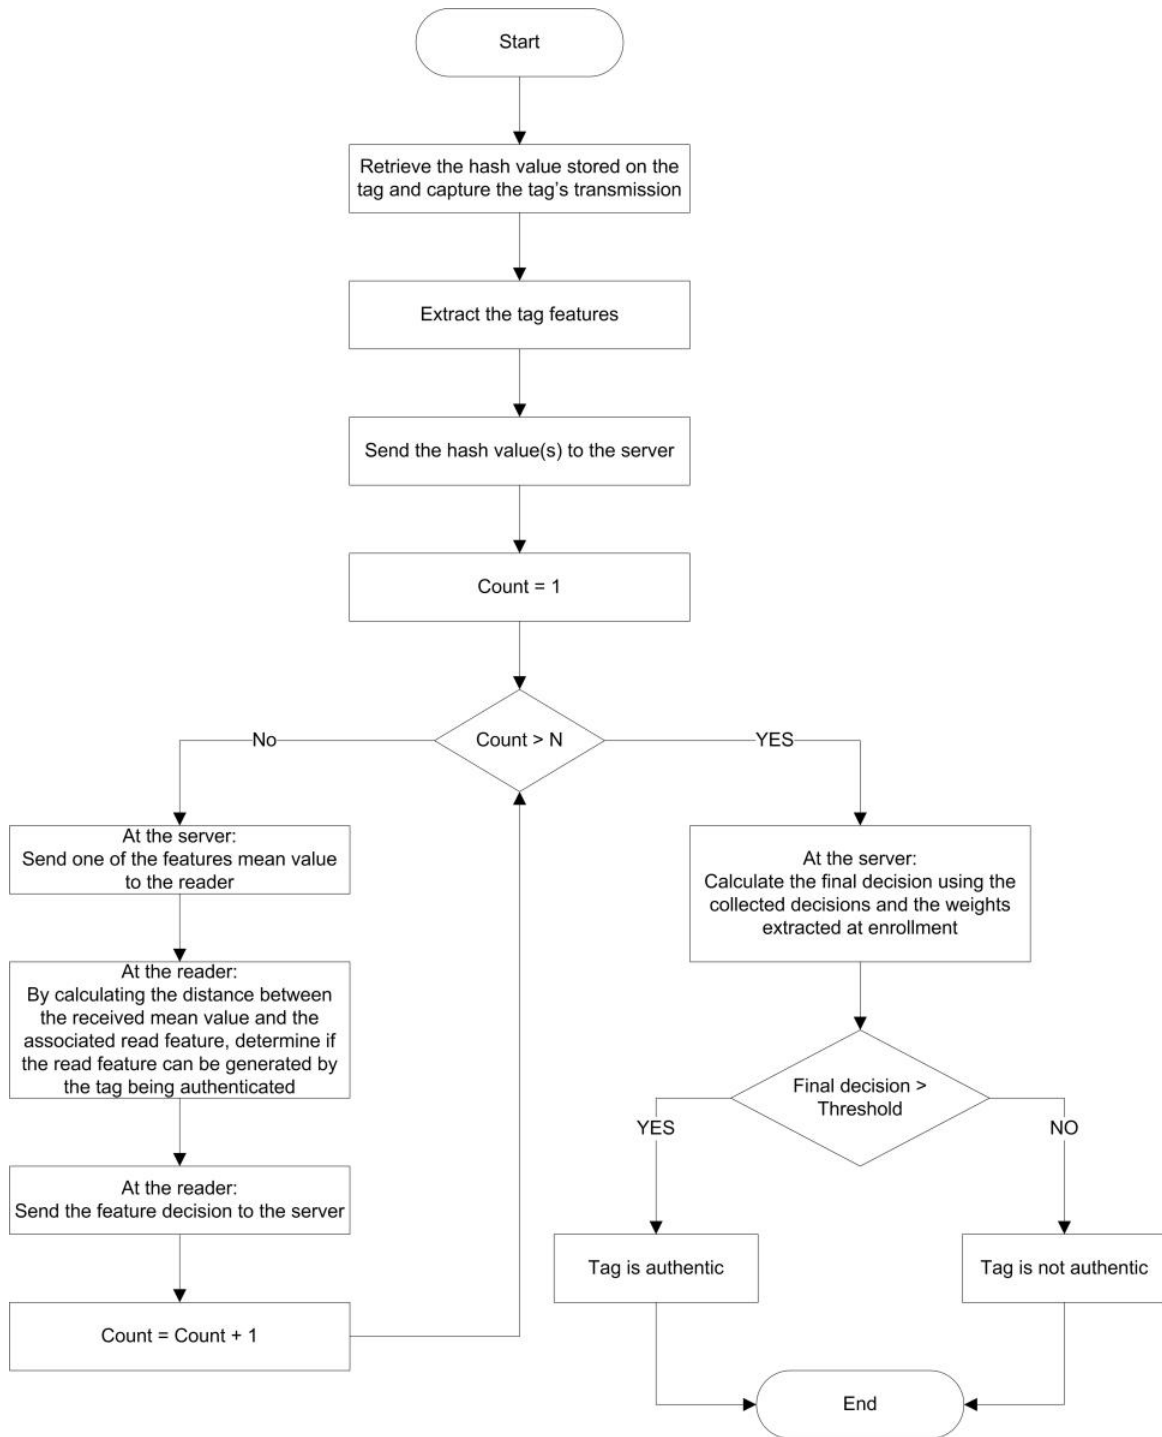 Start
Retrieve the hash value stored on the
tag and capture the tag’s transmission
Extract the tag features
Send the hash value(s) to the server
Count = 1
Count > N
No
YES
At the server:
Send one of the features mean value
to the reader
At the reader:
By calculating the distance between
the received mean value and the
associated read feature, determine if
the read feature can be generated by
the tag being authenticated
At the reader:
Send the feature decision to the server
Count = Count + 1
At the server:
Calculate the final decision using the
collected decisions and the weights
extracted at enrollment
Final decision >
Threshold
YES
NO
Tag is authentic
Tag is not authentic
End